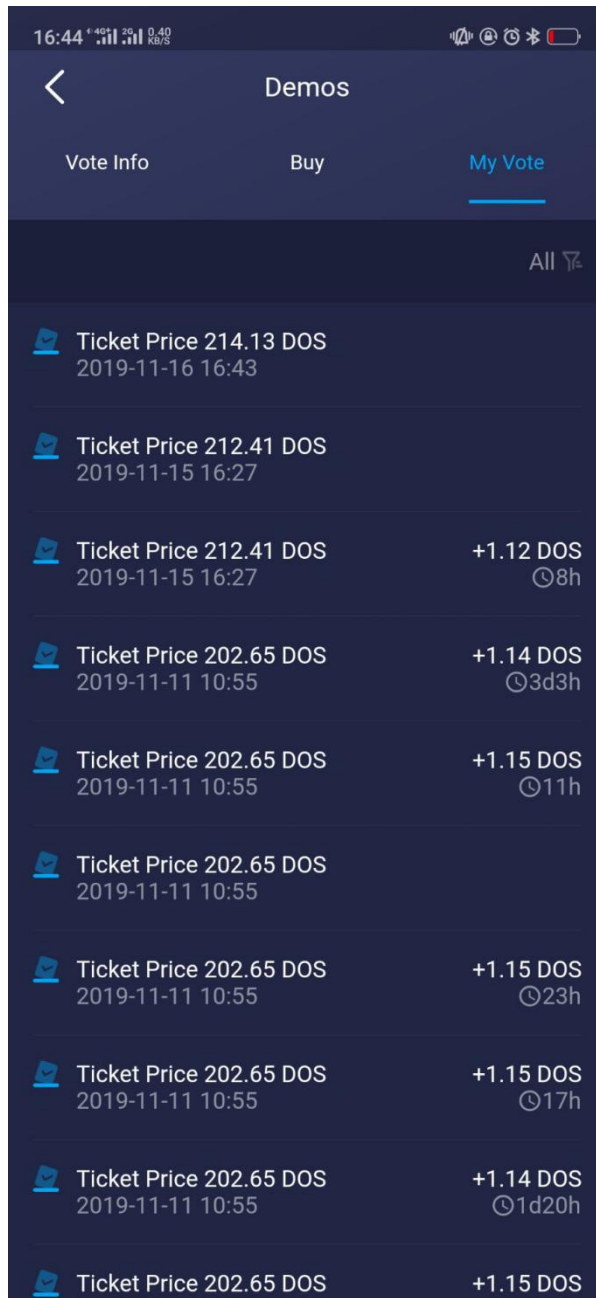 16:44 4G+ 2G 0.40 KB/S
Demos
Vote Info Buy My Vote
All
Ticket Price 214.13 DOS
2019-11-16 16:43
Ticket Price 212.41 DOS
2019-11-15 16:27
Ticket Price 212.41 DOS +1.12 DOS
2019-11-15 16:27 8h
Ticket Price 202.65 DOS +1.14 DOS
2019-11-11 10:55 3d3h
Ticket Price 202.65 DOS +1.15 DOS
2019-11-11 10:55 11h
Ticket Price 202.65 DOS
2019-11-11 10:55
Ticket Price 202.65 DOS +1.15 DOS
2019-11-11 10:55 23h
Ticket Price 202.65 DOS +1.15 DOS
2019-11-11 10:55 17h
Ticket Price 202.65 DOS +1.14 DOS
2019-11-11 10:55 1d20h
Ticket Price 202.65 DOS +1.15 DOS